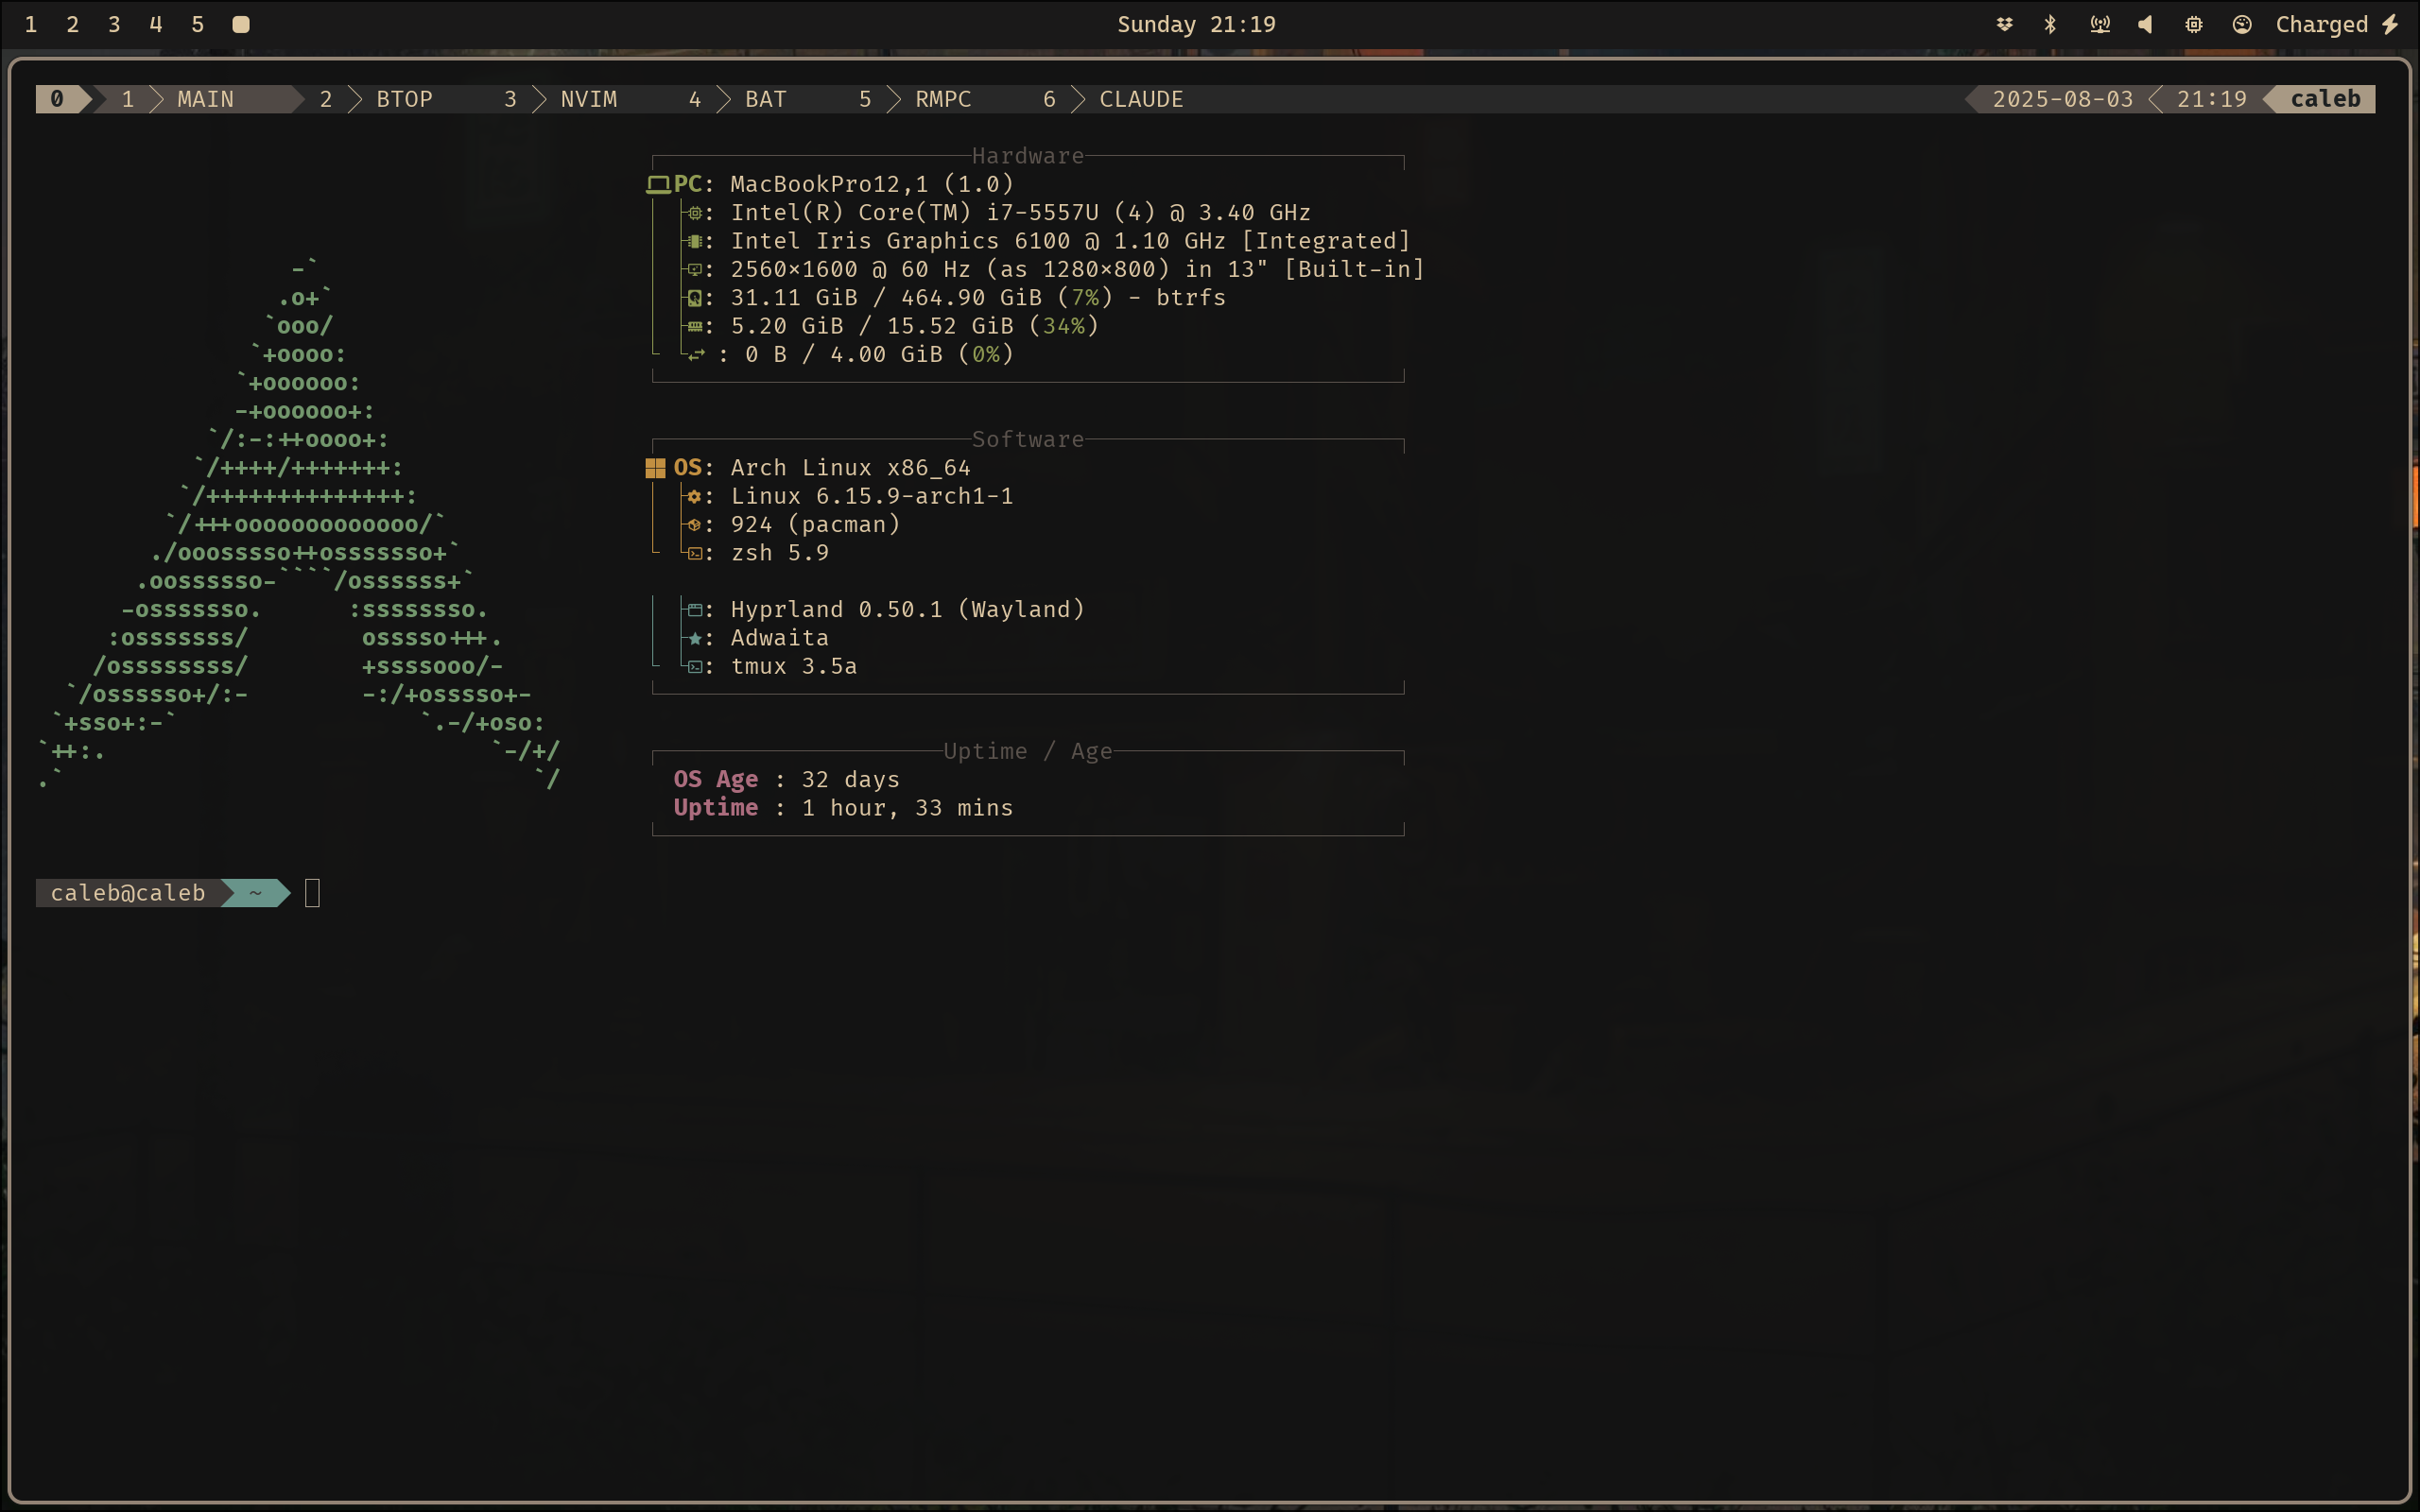 1 2 3 4 5
Sunday 21:19
Charged
0 1 MAIN 2 BTOP 3 NVIM 4 BAT 5 RMPC 6 CLAUDE
2025-08-03 21:19 caleb
Hardware
PC: MacBookPro12,1 (1.0)
: Intel(R) Core(TM) i7-5557U (4) @ 3.40 GHz
: Intel Iris Graphics 6100 @ 1.10 GHz [Integrated]
: 2560×1600 @ 60 Hz (as 1280×800) in 13" [Built-in]
: 31.11 GiB / 464.90 GiB (7%) - btrfs
: 5.20 GiB / 15.52 GiB (34%)
: 0 B / 4.00 GiB (0%)
Software
OS: Arch Linux x86_64
: Linux 6.15.9-arch1-1
: 924 (pacman)
: zsh 5.9
: Hyprland 0.50.1 (Wayland)
: Adwaita
: tmux 3.5a
Uptime / Age
OS Age : 32 days
Uptime : 1 hour, 33 mins
-`
.o+`
`ooo/
`+oooo:
`+oooooo:
-+oooooo+:
`/:-:++oooo+:
`/++++/+++++++:
`/++++++++++++++:
`/+++ooooooooooooo/`
./ooosssso++osssssso+`
.oossssso-````/ossssss+`
-osssssso. :ssssssso.
:osssssss/ osssso+++.
/ossssssss/ +ssssooo/-
`/ossssso+/:- -:/+osssso+-
`+sso+:-` `.-/+oso:
`++:. `-/+/
.` `/
caleb@caleb ~